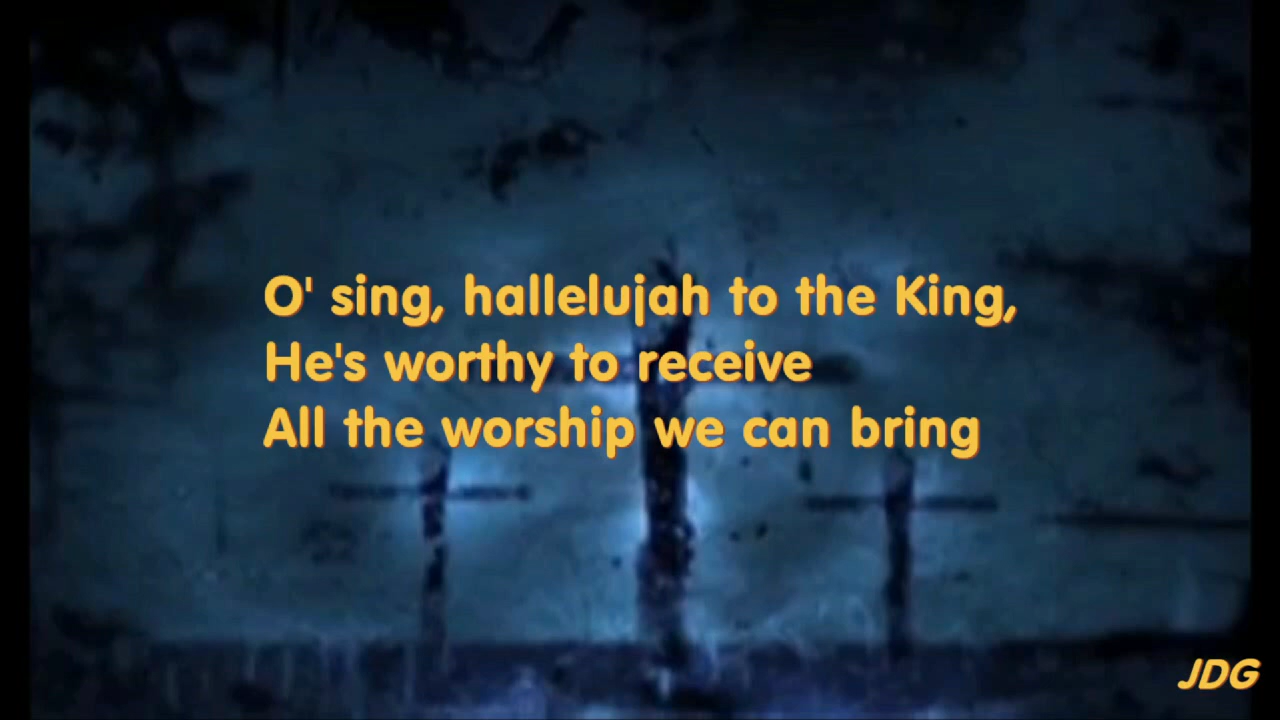 O' sing, hallelujah to the King,
He's worthy to receive
All the worship we can bring
JDG